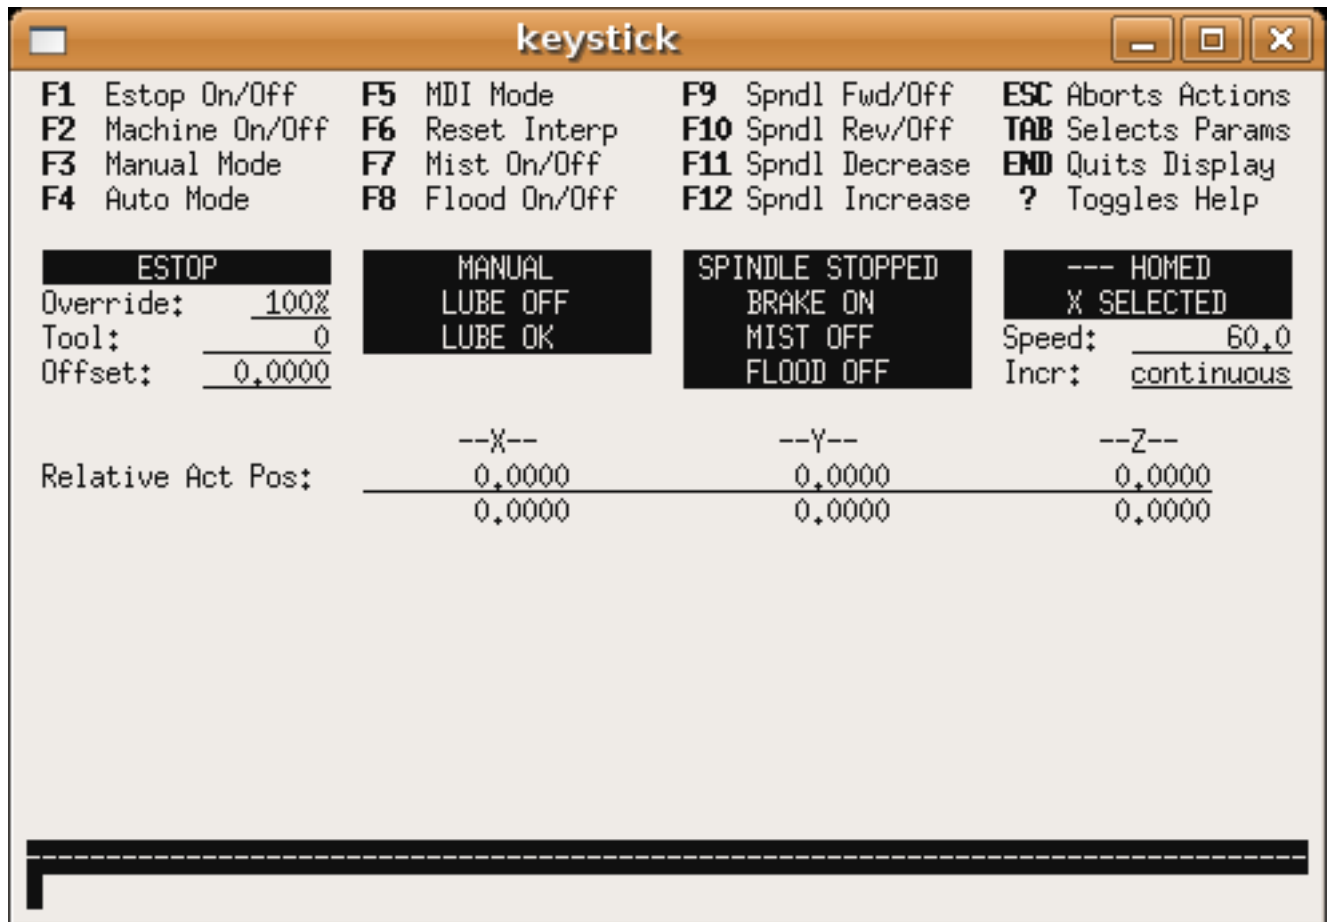 keystick
F1 Estop On/Off F5 MDI Mode F9 Spndl Fwd/Off ESC Aborts Actions
F2 Machine On/Off F6 Reset Interp F10 Spndl Rev/Off TAB Selects Params
F3 Manual Mode F7 Mist On/Off F11 Spndl Decrease END Quits Display
F4 Auto Mode F8 Flood On/Off F12 Spndl Increase ? Toggles Help
ESTOP MANUAL SPINDLE STOPPED --- HOMED
Override: 100% LUBE OFF BRAKE ON X SELECTED
Tool: 0 LUBE OK MIST OFF Speed: 60.0
Offset: 0.0000 FLOOD OFF Incr: continuous
--X-- --Y-- --Z--
Relative Act Pos: 0.0000 0.0000 0.0000
0.0000 0.0000 0.0000
--------------------------------------------------------------------------------